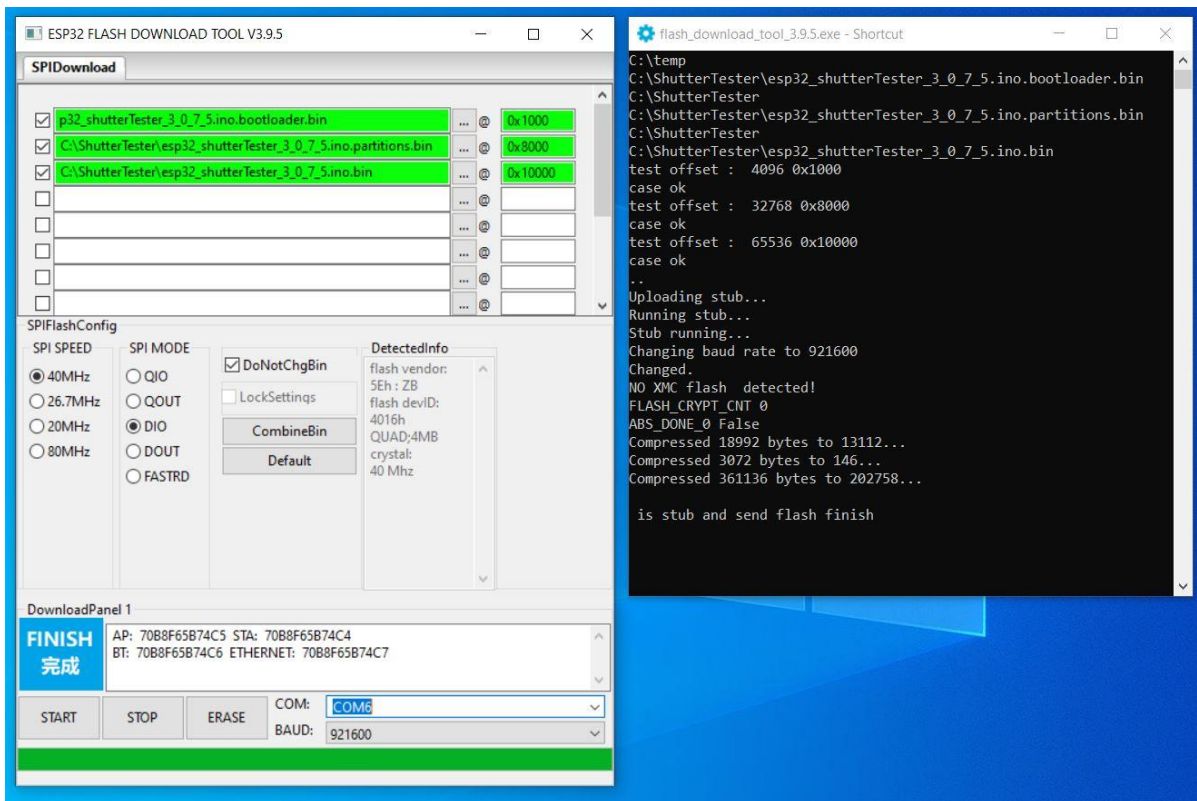 ESP32 FLASH DOWNLOAD TOOL V3.9.5
SPIDownload
p32_shutterTester_3_0_7_5.ino.bootloader.bin ... @ 0x1000
C:\ShutterTester\esp32_shutterTester_3_0_7_5.ino.partitions.bin ... @ 0x8000
C:\ShutterTester\esp32_shutterTester_3_0_7_5.ino.bin ... @ 0x10000
... @
... @
... @
... @
... @
SPIFlashConfig
SPI SPEED
40MHz
26.7MHz
20MHz
80MHz
SPI MODE
QIO
QOUT
DIO
DOUT
FASTRD
DoNotChgBin
LockSettings
CombineBin
Default
DetectedInfo
flash vendor:
5Eh : ZB
flash devID:
4016h
QUAD;4MB
crystal:
40 Mhz
DownloadPanel 1
FINISH
完成
AP: 70B8F65B74C5 STA: 70B8F65B74C4
BT: 70B8F65B74C6 ETHERNET: 70B8F65B74C7
START
STOP
ERASE
COM: COM6
BAUD: 921600
flash_download_tool_3.9.5.exe - Shortcut
C:\temp
C:\ShutterTester\esp32_shutterTester_3_0_7_5.ino.bootloader.bin
C:\ShutterTester
C:\ShutterTester\esp32_shutterTester_3_0_7_5.ino.partitions.bin
C:\ShutterTester
C:\ShutterTester\esp32_shutterTester_3_0_7_5.ino.bin
test offset :  4096 0x1000
case ok
test offset :  32768 0x8000
case ok
test offset :  65536 0x10000
case ok
..
Uploading stub...
Running stub...
Stub running...
Changing baud rate to 921600
Changed.
NO XMC flash  detected!
FLASH_CRYPT_CNT 0
ABS_DONE_0 False
Compressed 18992 bytes to 13112...
Compressed 3072 bytes to 146...
Compressed 361136 bytes to 202758...
is stub and send flash finish